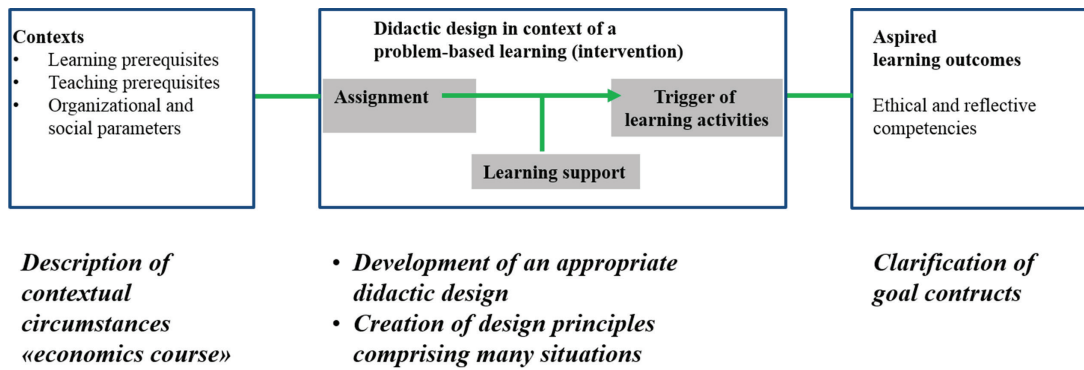 Contexts
• Learning prerequisites
• Teaching prerequisites
• Organizational and
social parameters
Didactic design in context of a
problem-based learning (intervention)
Assignment
Trigger of
learning activities
Learning support
Aspired
learning outcomes
Ethical and reflective
competencies
Description of
contextual
circumstances
«economics course»
• Development of an appropriate
didactic design
• Creation of design principles
comprising many situations
Clarification of
goal contructs